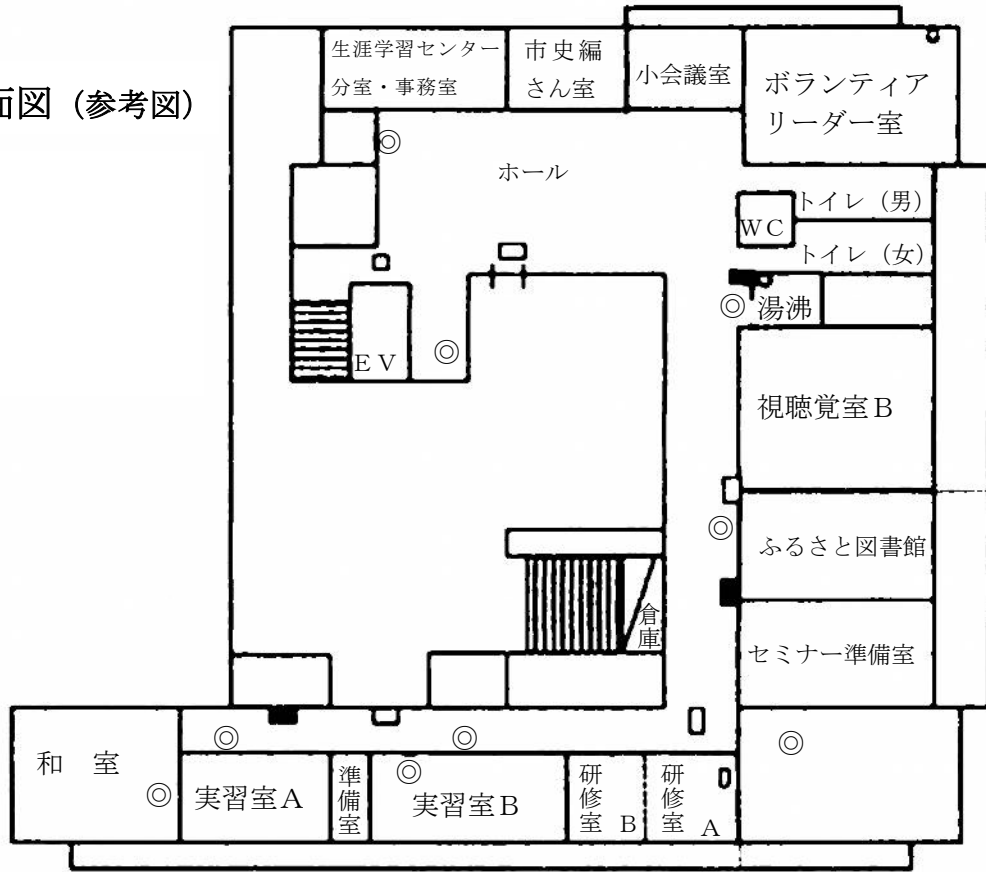 面図（参考図）
生涯学習センター
分室・事務室
市史編
さん室
小会議室
ボランティア
リーダー室
ホール
トイレ（男）
ＷＣ
トイレ（女）
湯沸
ＥＶ
視聴覚室Ｂ
ふるさと図書館
倉庫
セミナー準備室
和　室
実習室Ａ
準備室
実習室Ｂ
研修室Ｂ
研修室Ａ